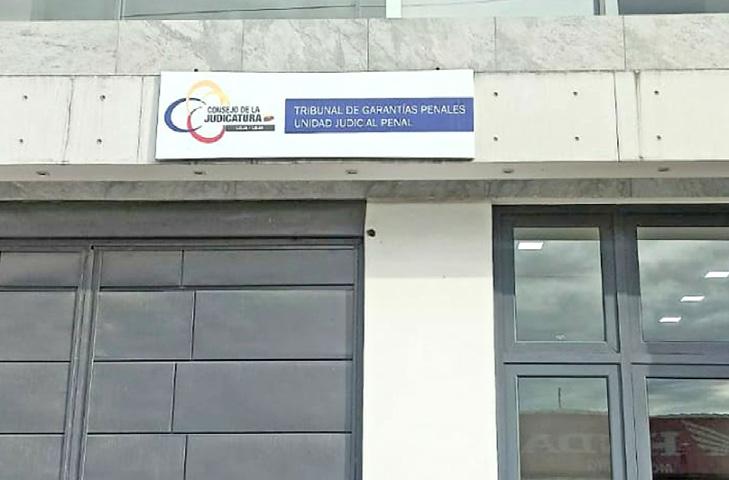 CONSEJO DE LA
JUDICATURA
TRIBUNAL DE GARANTÍAS PENALES
UNIDAD JUDICIAL PENAL